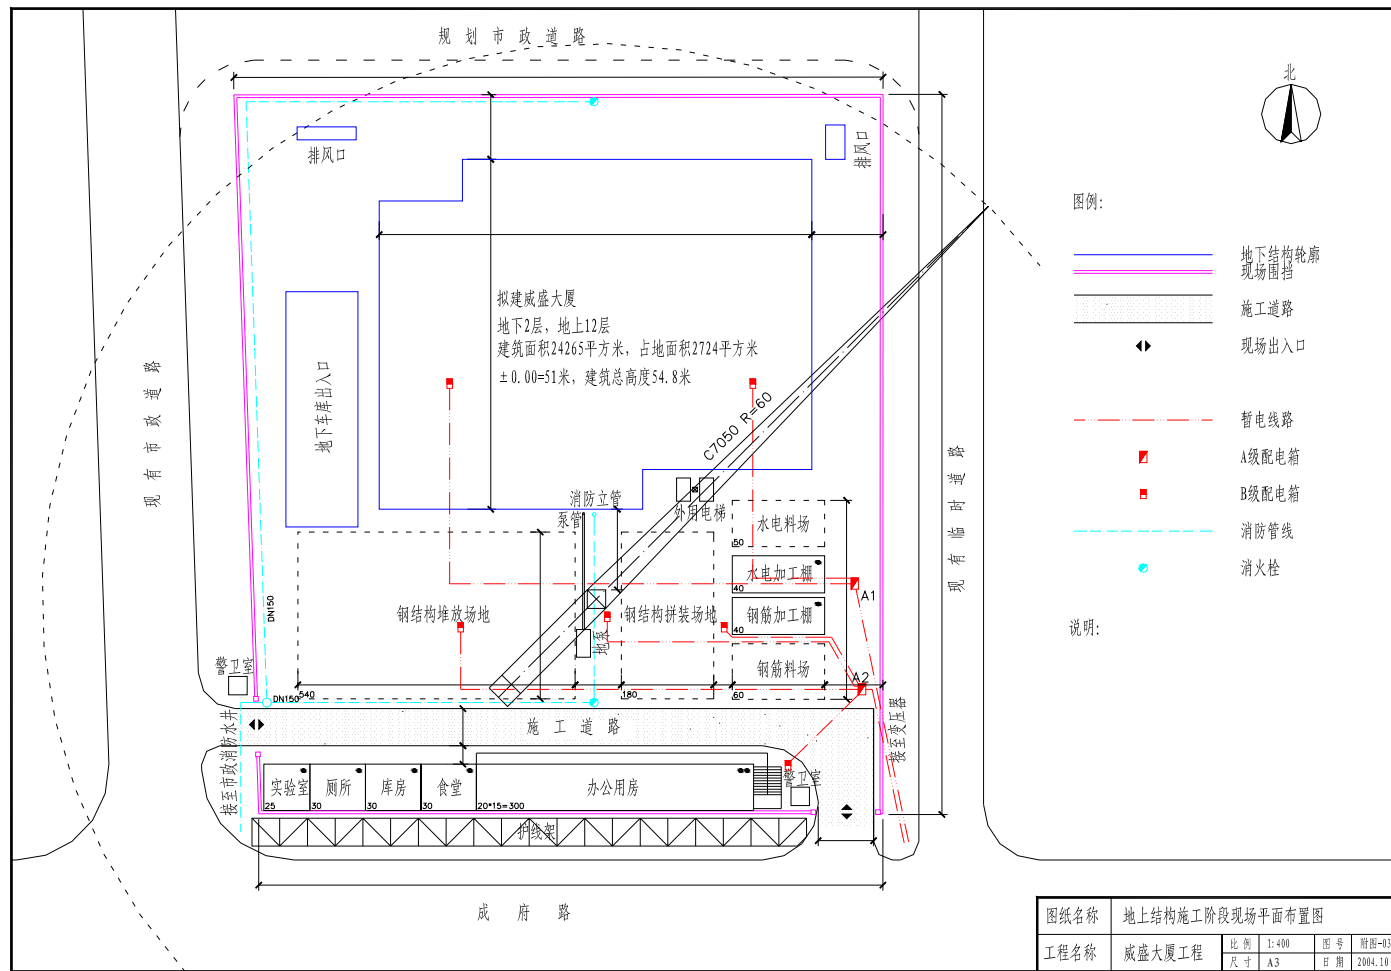 规划市政道路
北
排风口
排风口
图例:
地下结构轮廓
现场围挡
施工道路
现场出入口
暂电线路
A级配电箱
B级配电箱
消防管线
消火栓
说明:
拟建威盛大厦
地下2层, 地上12层
建筑面积24265平方米, 占地面积2724平方米
±0.00=51米, 建筑总高度54.8米
地下车库出入口
现有市政道路
现有临时道路
C7050 R=60
消防立管
泵管
外用电梯
水电料场
50
水电加工棚
40
A1
钢结构堆放场地
钢结构拼装场地
钢筋加工棚
40
地泵
DN150
钢筋料场
A2
警卫室
DN150
540
180
60
施工道路
接至市政消防水井
接至变压器
实验室
厕所
库房
食堂
办公用房
警卫室
25
30
30
30
20*15=300
护线架
成府路
图纸名称
地上结构施工阶段现场平面布置图
工程名称
威盛大厦工程
比例
1:400
图号
附图-03
尺寸
A3
日期
2004.10